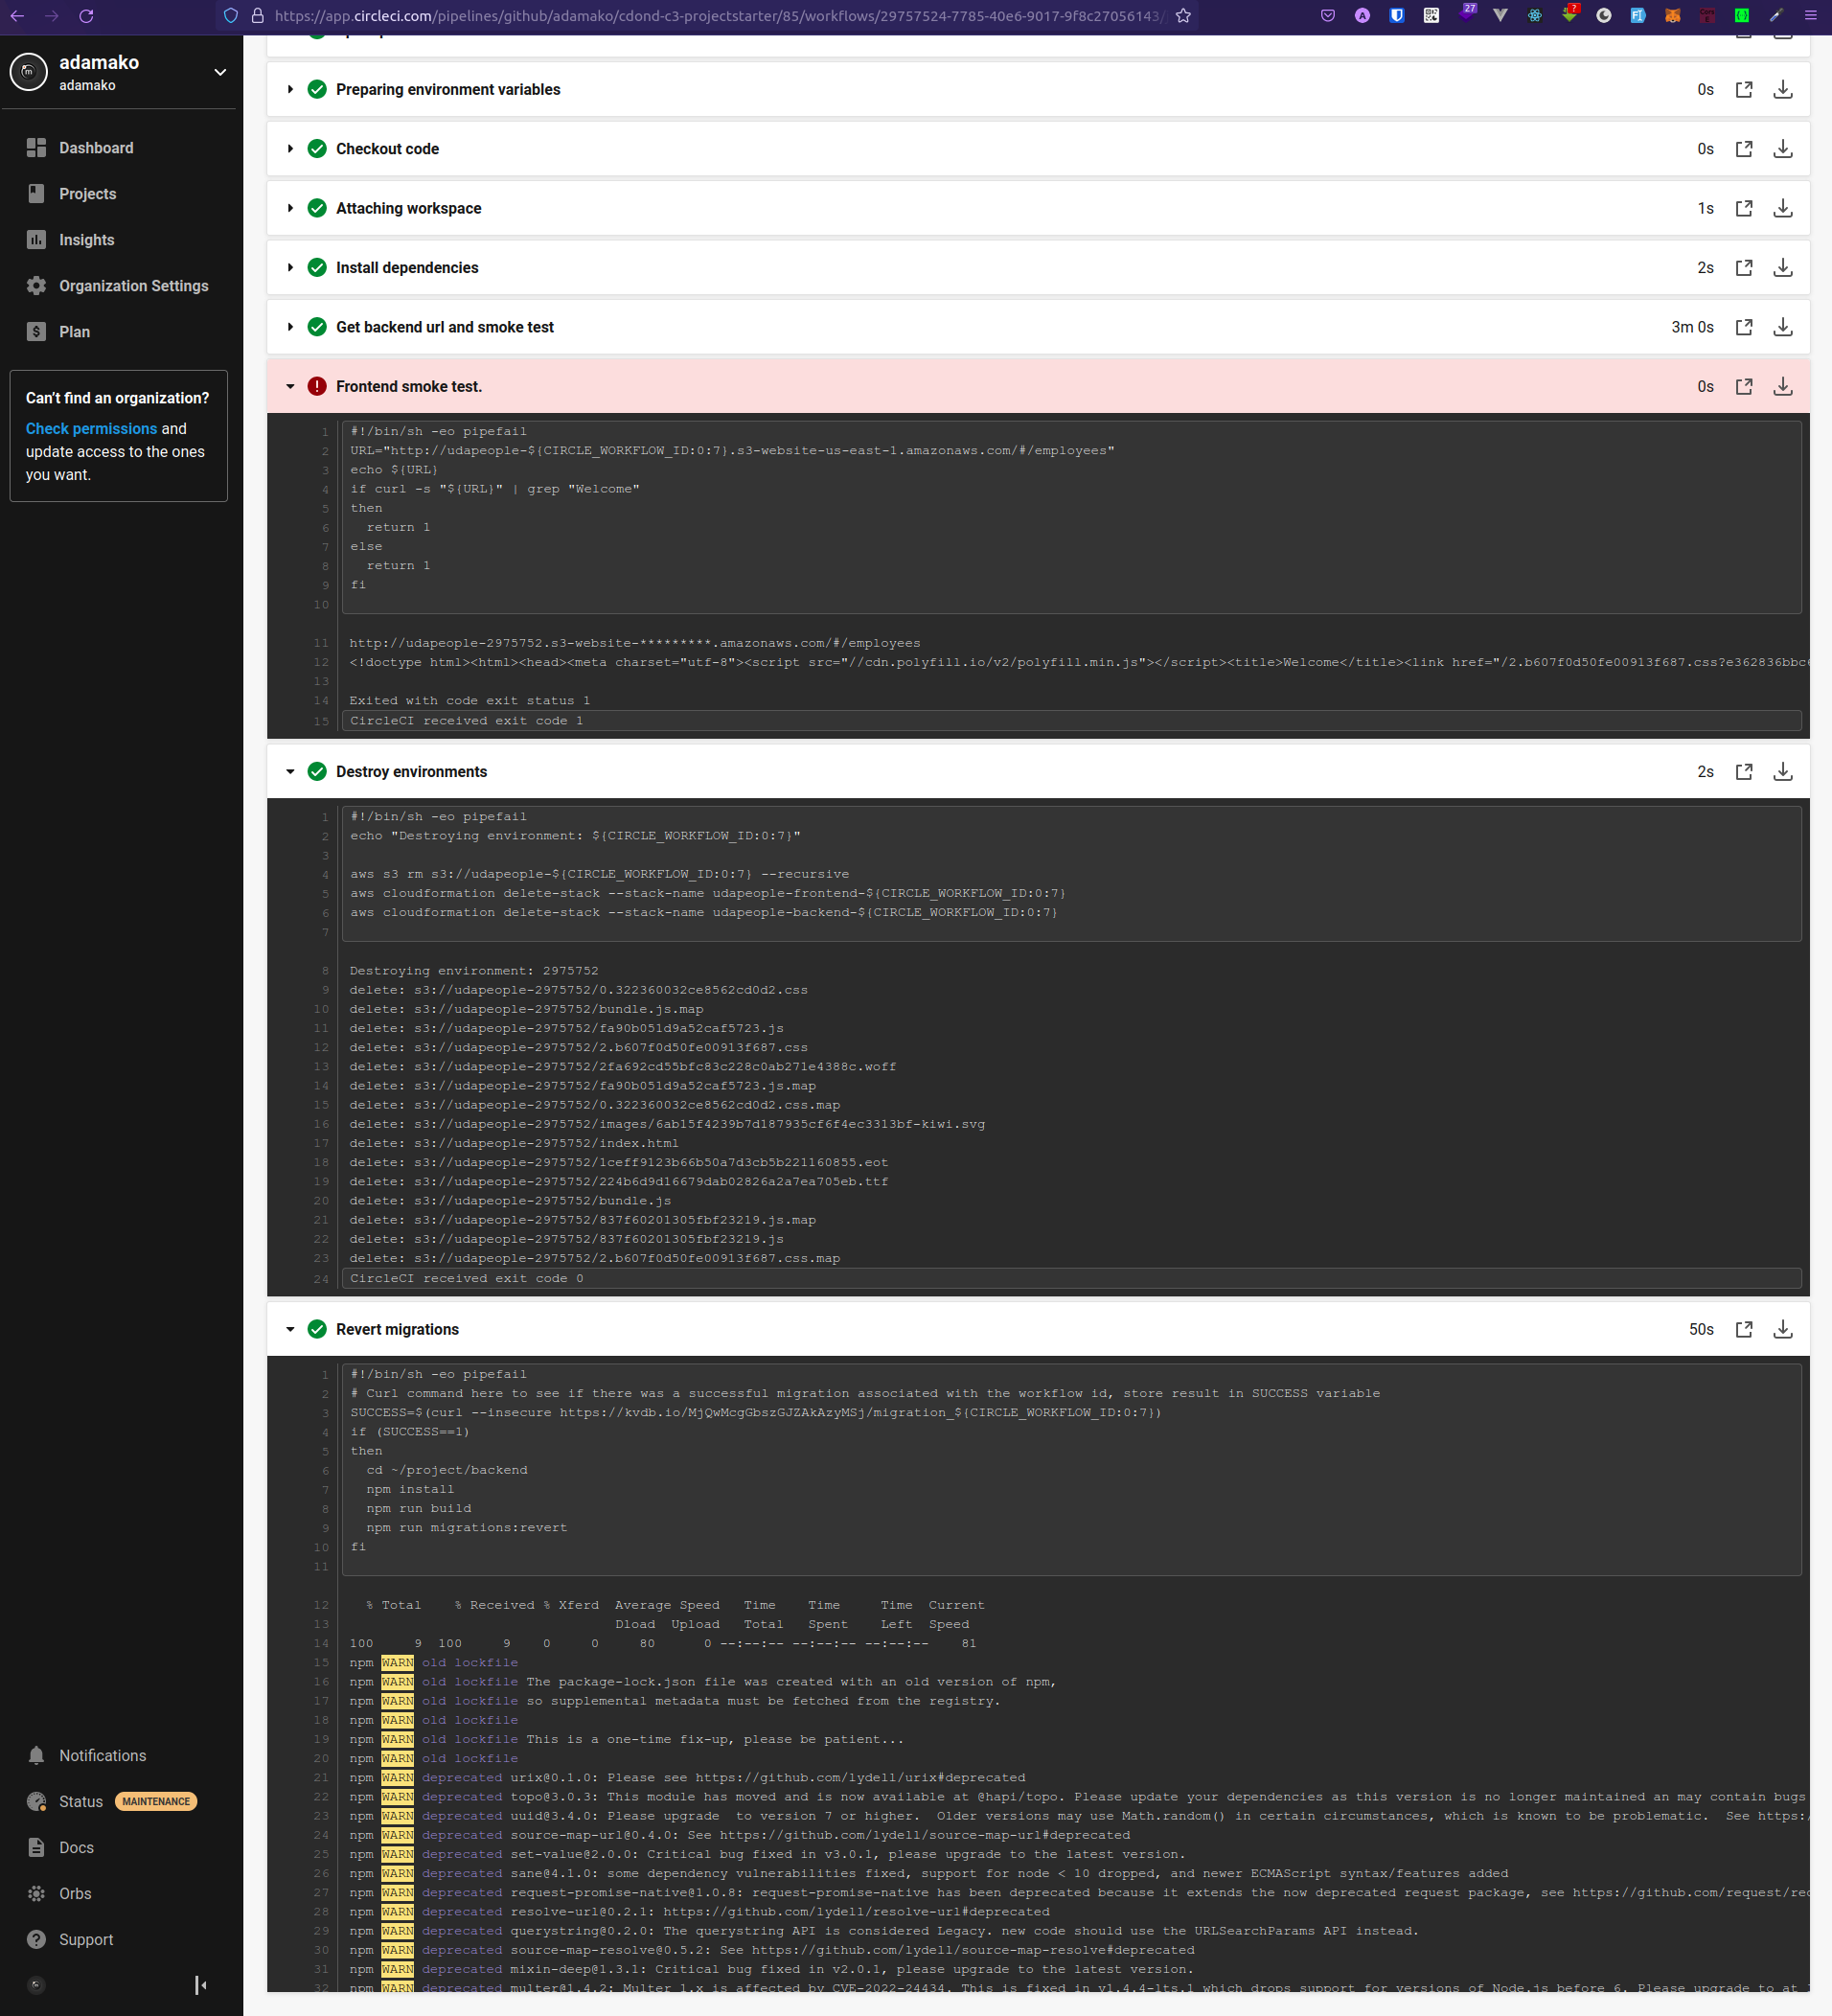 https://app.circleci.com/pipelines/github/adamako/cdond-c3-projectstarter/85/workflows/29757524-7785-40e6-9017-9f8c27056143/
27
?
adamako
adamako
Dashboard
Projects
Insights
Organization Settings
Plan
Can't find an organization?
Check permissions and
update access to the ones
you want.
Notifications
Status MAINTENANCE
Docs
Orbs
Support
Preparing environment variables 0s
Checkout code 0s
Attaching workspace 1s
Install dependencies 2s
Get backend url and smoke test 3m 0s
Frontend smoke test. 0s
1 #!/bin/sh -eo pipefail
2 URL="http://udapeople-${CIRCLE_WORKFLOW_ID:0:7}.s3-website-us-east-1.amazonaws.com/#/employees"
3 echo ${URL}
4 if curl -s "${URL}" | grep "Welcome"
5 then
6 return 1
7 else
8 return 1
9 fi
10
11 http://udapeople-2975752.s3-website-*********.amazonaws.com/#/employees
12 <!doctype html><html><head><meta charset="utf-8"><script src="//cdn.polyfill.io/v2/polyfill.min.js"></script><title>Welcome</title><link href="/2.b607f0d50fe00913f687.css?e362836bbc
13
14 Exited with code exit status 1
15 CircleCI received exit code 1
Destroy environments 2s
1 #!/bin/sh -eo pipefail
2 echo "Destroying environment: ${CIRCLE_WORKFLOW_ID:0:7}"
3
4 aws s3 rm s3://udapeople-${CIRCLE_WORKFLOW_ID:0:7} --recursive
5 aws cloudformation delete-stack --stack-name udapeople-frontend-${CIRCLE_WORKFLOW_ID:0:7}
6 aws cloudformation delete-stack --stack-name udapeople-backend-${CIRCLE_WORKFLOW_ID:0:7}
7
8 Destroying environment: 2975752
9 delete: s3://udapeople-2975752/0.322360032ce8562cd0d2.css
10 delete: s3://udapeople-2975752/bundle.js.map
11 delete: s3://udapeople-2975752/fa90b051d9a52caf5723.js
12 delete: s3://udapeople-2975752/2.b607f0d50fe00913f687.css
13 delete: s3://udapeople-2975752/2fa692cd55bfc83c228c0ab271e4388c.woff
14 delete: s3://udapeople-2975752/fa90b051d9a52caf5723.js.map
15 delete: s3://udapeople-2975752/0.322360032ce8562cd0d2.css.map
16 delete: s3://udapeople-2975752/images/6ab15f4239b7d187935cf6f4ec3313bf-kiwi.svg
17 delete: s3://udapeople-2975752/index.html
18 delete: s3://udapeople-2975752/1ceff9123b66b50a7d3cb5b221160855.eot
19 delete: s3://udapeople-2975752/224b6d9d16679dab02826a2a7ea705eb.ttf
20 delete: s3://udapeople-2975752/bundle.js
21 delete: s3://udapeople-2975752/837f60201305fbf23219.js.map
22 delete: s3://udapeople-2975752/837f60201305fbf23219.js
23 delete: s3://udapeople-2975752/2.b607f0d50fe00913f687.css.map
24 CircleCI received exit code 0
Revert migrations 50s
1 #!/bin/sh -eo pipefail
2 # Curl command here to see if there was a successful migration associated with the workflow id, store result in SUCCESS variable
3 SUCCESS=$(curl --insecure https://kvdb.io/MjQwMcgGbszGJZAkAzyMSj/migration_${CIRCLE_WORKFLOW_ID:0:7})
4 if (SUCCESS==1)
5 then
6 cd ~/project/backend
7 npm install
8 npm run build
9 npm run migrations:revert
10 fi
11
12 % Total % Received % Xferd Average Speed Time Time Time Current
13 Dload Upload Total Spent Left Speed
14 100 9 100 9 0 0 80 0 --:--:-- --:--:-- --:--:-- 81
15 npm WARN old lockfile
16 npm WARN old lockfile The package-lock.json file was created with an old version of npm,
17 npm WARN old lockfile so supplemental metadata must be fetched from the registry.
18 npm WARN old lockfile
19 npm WARN old lockfile This is a one-time fix-up, please be patient...
20 npm WARN old lockfile
21 npm WARN deprecated urix@0.1.0: Please see https://github.com/lydell/urix#deprecated
22 npm WARN deprecated topo@3.0.3: This module has moved and is now available at @hapi/topo. Please update your dependencies as this version is no longer maintained an may contain bugs
23 npm WARN deprecated uuid@3.4.0: Please upgrade to version 7 or higher. Older versions may use Math.random() in certain circumstances, which is known to be problematic. See https:/
24 npm WARN deprecated source-map-url@0.4.0: See https://github.com/lydell/source-map-url#deprecated
25 npm WARN deprecated set-value@2.0.0: Critical bug fixed in v3.0.1, please upgrade to the latest version.
26 npm WARN deprecated sane@4.1.0: some dependency vulnerabilities fixed, support for node < 10 dropped, and newer ECMAScript syntax/features added
27 npm WARN deprecated request-promise-native@1.0.8: request-promise-native has been deprecated because it extends the now deprecated request package, see https://github.com/request/re
28 npm WARN deprecated resolve-url@0.2.1: https://github.com/lydell/resolve-url#deprecated
29 npm WARN deprecated querystring@0.2.0: The querystring API is considered Legacy. new code should use the URLSearchParams API instead.
30 npm WARN deprecated source-map-resolve@0.5.2: See https://github.com/lydell/source-map-resolve#deprecated
31 npm WARN deprecated mixin-deep@1.3.1: Critical bug fixed in v2.0.1, please upgrade to the latest version.
32 npm WARN deprecated multer@1.4.2: Multer 1.x is affected by CVE-2022-24434. This is fixed in v1.4.4-lts.1 which drops support for versions of Node.js before 6. Please upgrade to at